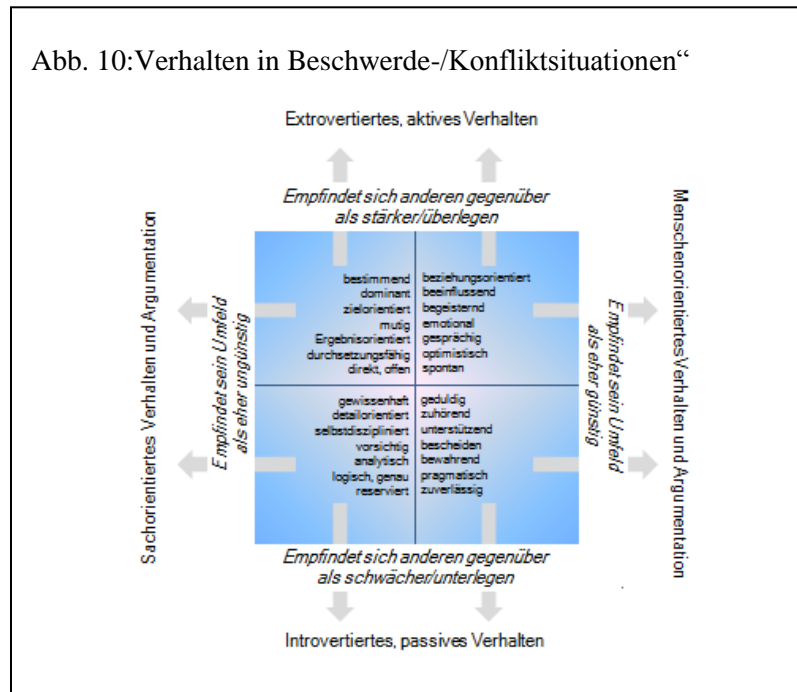 Abb. 10:Verhalten in Beschwerde-/Konfliktsituationen“
Extrovertiertes, aktives Verhalten
Empfindet sich anderen gegenüber
als stärker/überlegen
Sachorientiertes Verhalten und Argumentation
Empfindet sein Umfeld
als eher ungünstig
bestimmend
dominant
zielorientiert
mutig
Ergebnisorientiert
durchsetzungsfähig
direkt, offen
beziehungsorientiert
beeinflussend
begeisternd
emotional
gesprächig
optimistisch
spontan
gewissenhaft
detailorientiert
selbstdiszipliniert
vorsichtig
analytisch
logisch, genau
reserviert
geduldig
zuhörend
unterstützend
bescheiden
bewahrend
pragmatisch
zuverlässig
Empfindet sein Umfeld
als eher günstig
Menschenorientiertes Verhalten und Argumentation
Empfindet sich anderen gegenüber
als schwächer/unterlegen
Introvertiertes, passives Verhalten